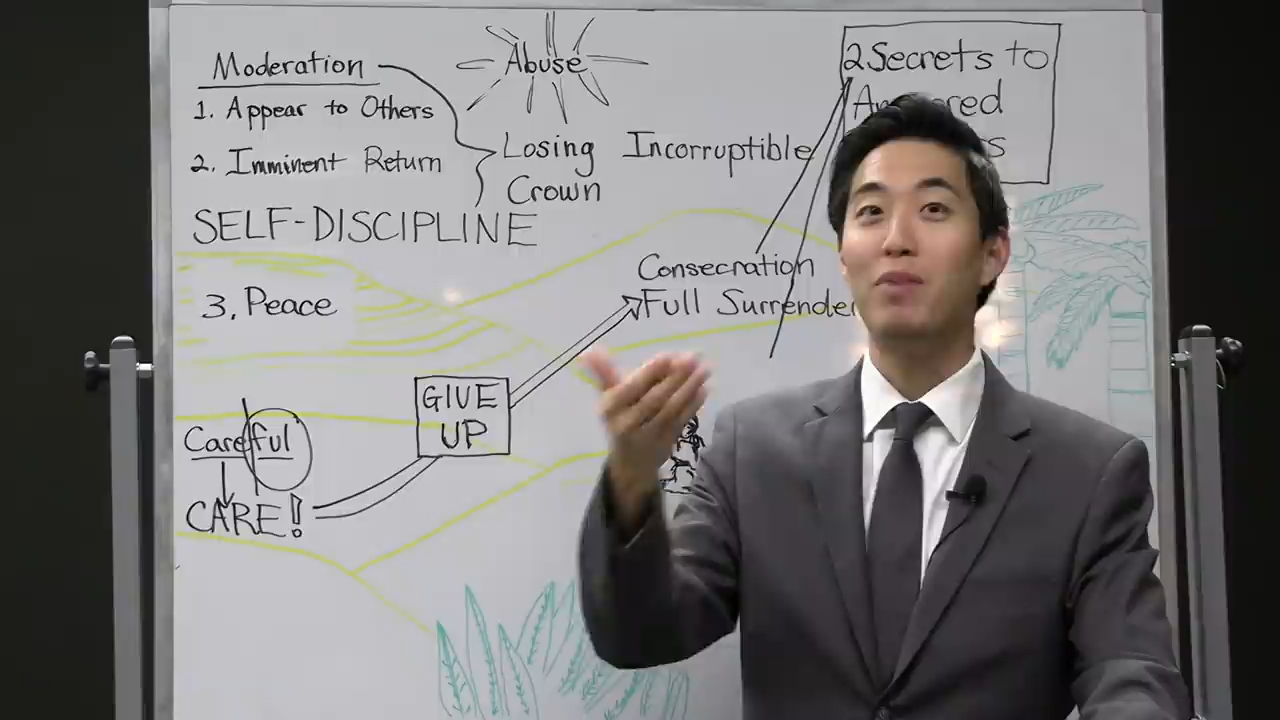 Moderation
1. Appear to Others
2. Imminent Return
Abuse
Losing Incorruptible
Crown
2 Secrets to
SELF-DISCIPLINE
3. Peace
Consecration
Full Surrender
GIVE
UP
Careful
CARE!